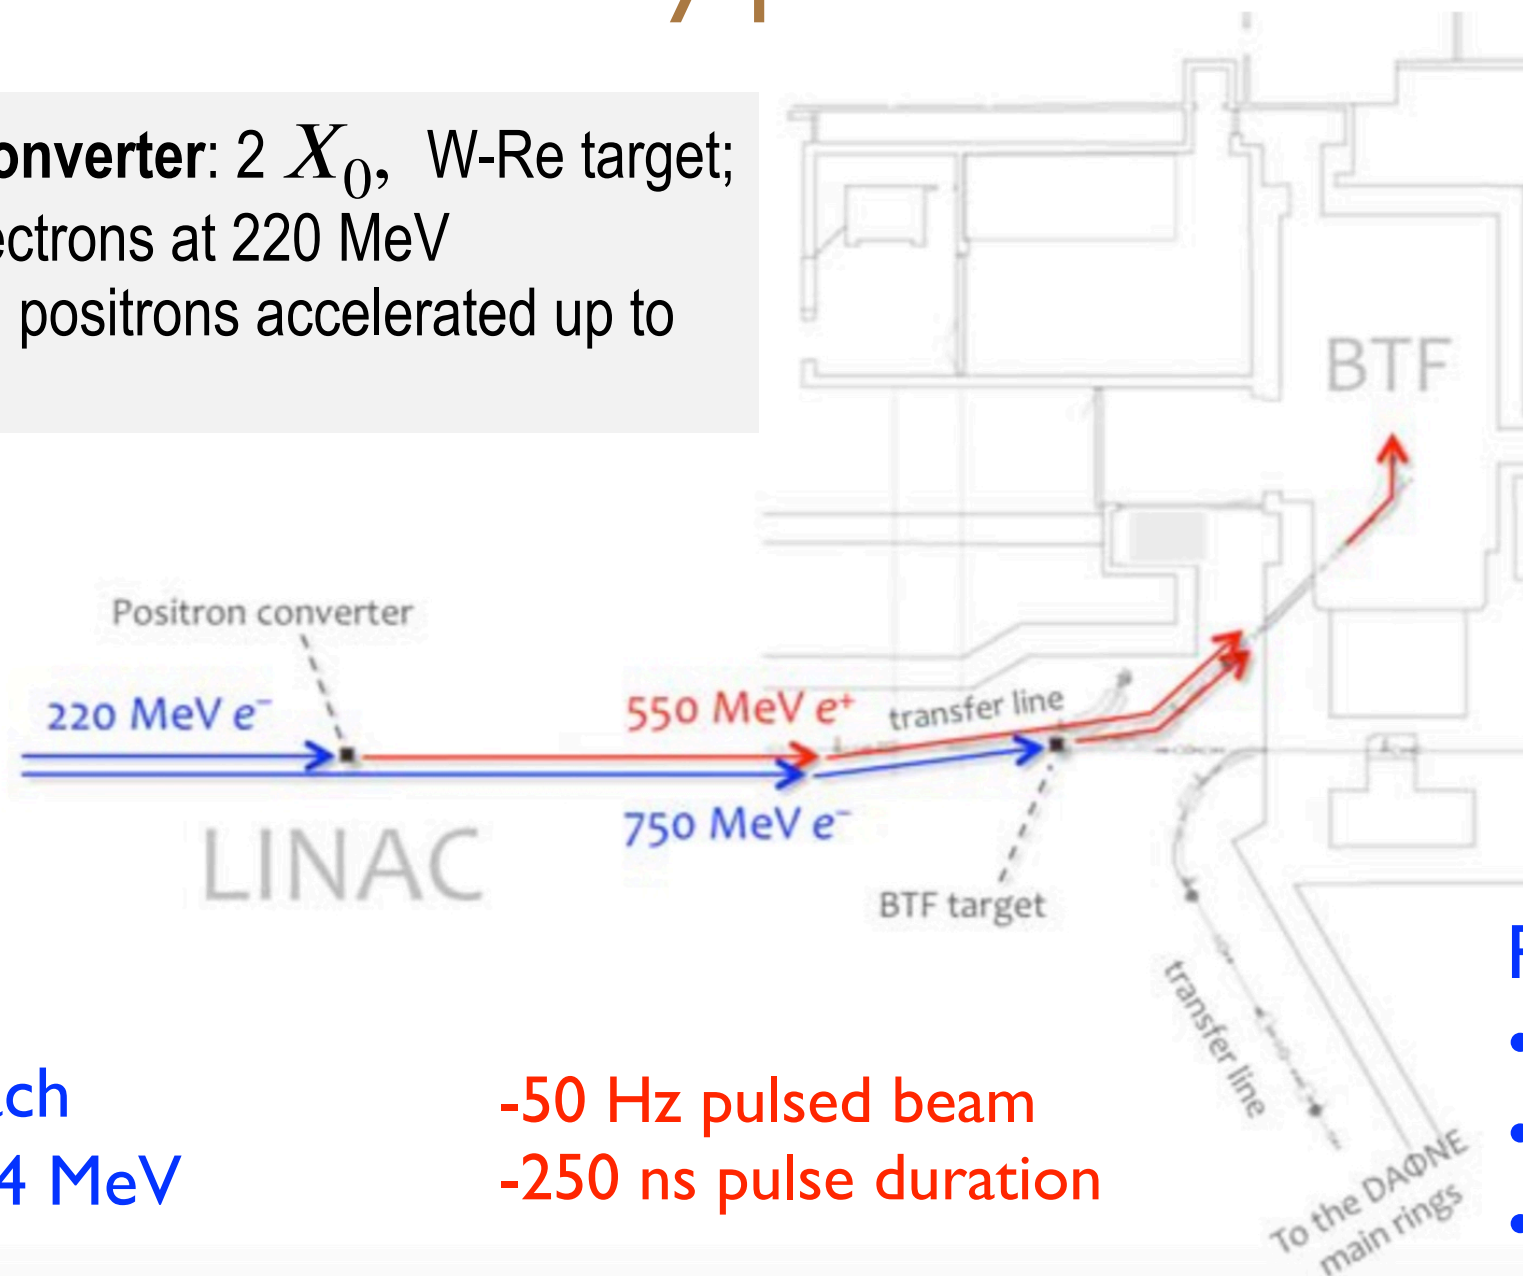 onverter: 2 X₀, W-Re target;
ectrons at 220 MeV
positrons accelerated up to
BTF
Positron converter
220 MeV e⁻
550 MeV e⁺
transfer line
750 MeV e⁻
LINAC
BTF target
transfer line
ach
4 MeV
-50 Hz pulsed beam
-250 ns pulse duration
To the DAΦNE
main rings